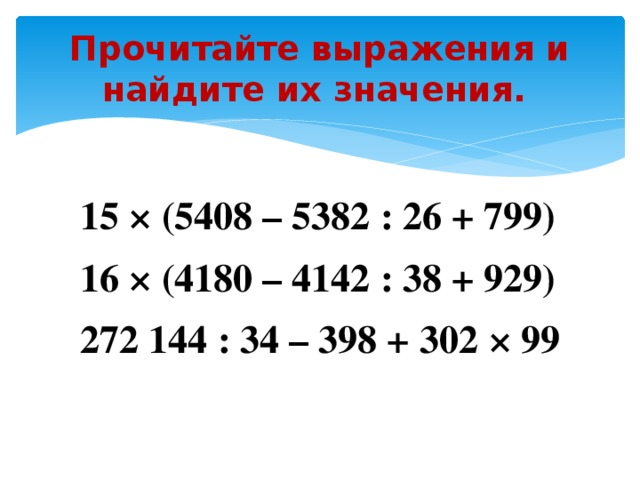 Прочитайте выражения и
найдите их значения.
15 × (5408 – 5382 : 26 + 799)
16 × (4180 – 4142 : 38 + 929)
272 144 : 34 – 398 + 302 × 99